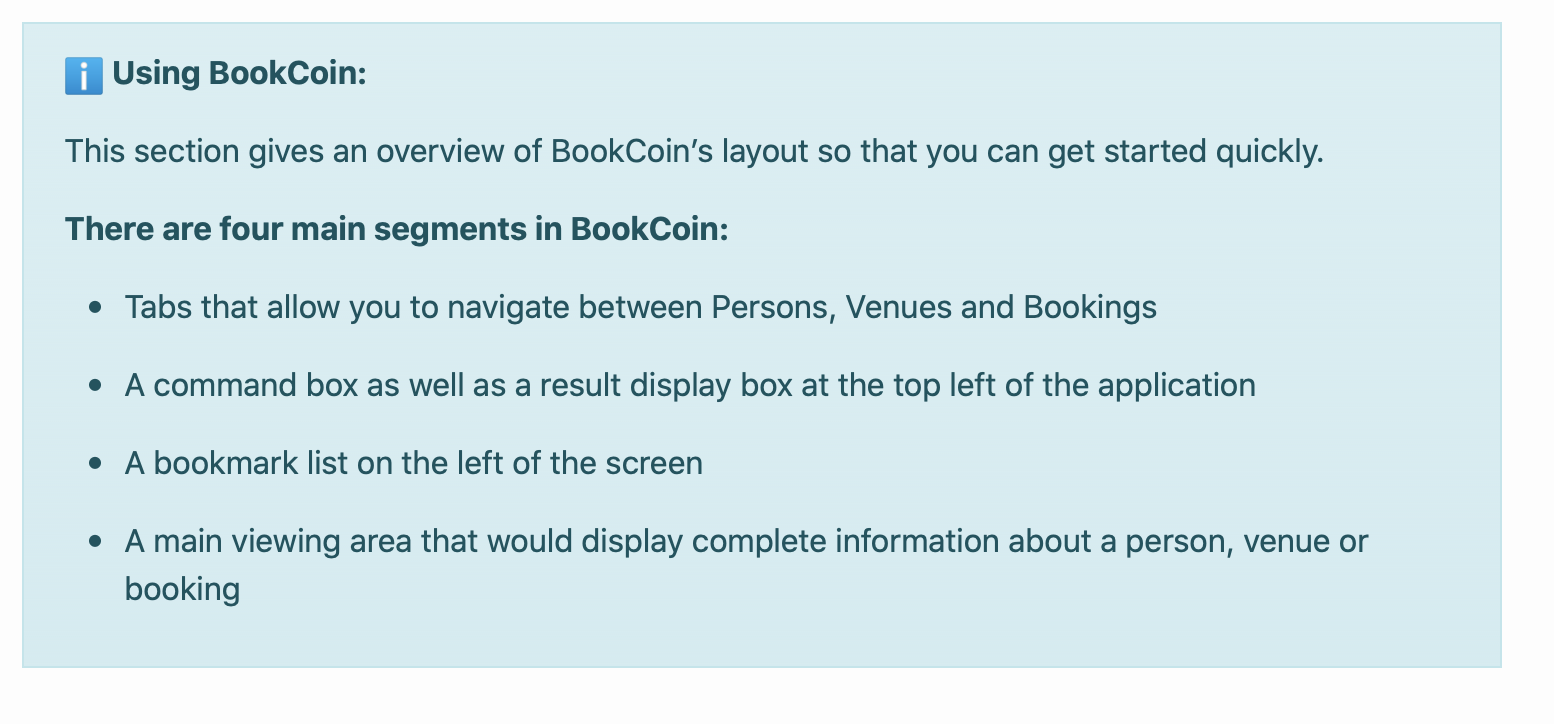 ℹ️ Using BookCoin:
This section gives an overview of BookCoin’s layout so that you can get started quickly.
There are four main segments in BookCoin:
• Tabs that allow you to navigate between Persons, Venues and Bookings
• A command box as well as a result display box at the top left of the application
• A bookmark list on the left of the screen
• A main viewing area that would display complete information about a person, venue or
booking